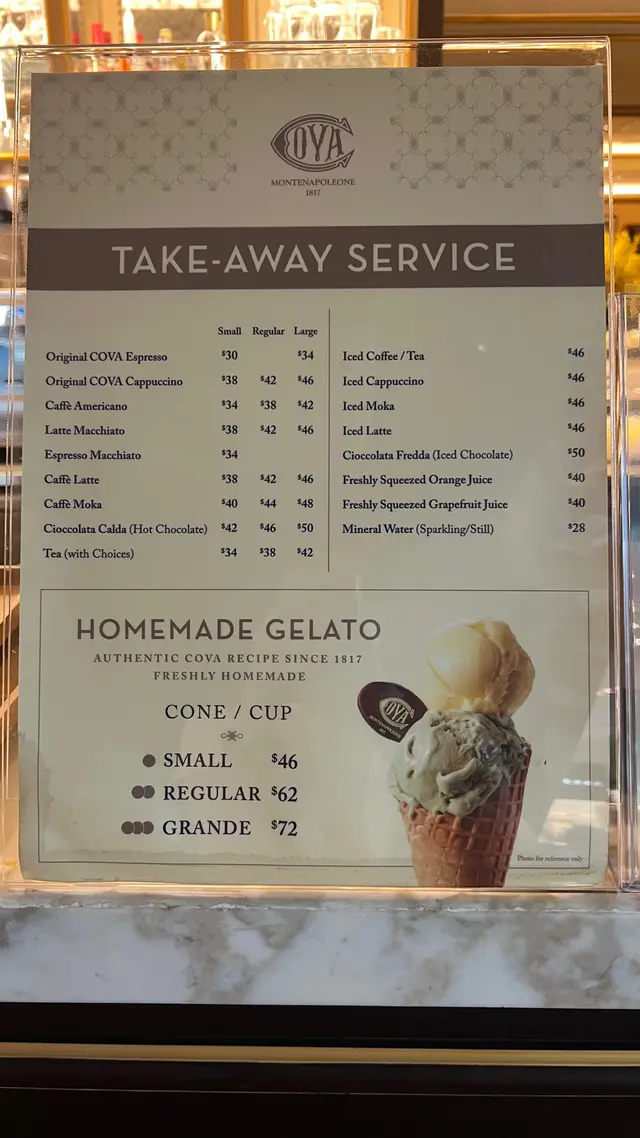 COVA
MONTENAPOLEONE
1817
TAKE-AWAY SERVICE
Small Regular Large
Original COVA Espresso $30 $34
Original COVA Cappuccino $38 $42 $46
Caffè Americano $34 $38 $42
Latte Macchiato $38 $42 $46
Espresso Macchiato $34
Caffè Latte $38 $42 $46
Caffè Moka $40 $44 $48
Cioccolata Calda (Hot Chocolate) $42 $46 $50
Tea (with Choices) $34 $38 $42
Iced Coffee / Tea $46
Iced Cappuccino $46
Iced Moka $46
Iced Latte $46
Cioccolata Fredda (Iced Chocolate) $50
Freshly Squeezed Orange Juice $40
Freshly Squeezed Grapefruit Juice $40
Mineral Water (Sparkling/Still) $28
HOMEMADE GELATO
AUTHENTIC COVA RECIPE SINCE 1817
FRESHLY HOMEMADE
CONE / CUP
SMALL $46
REGULAR $62
GRANDE $72
COVA
MONTENAPOLEONE
1817
Photo for reference only